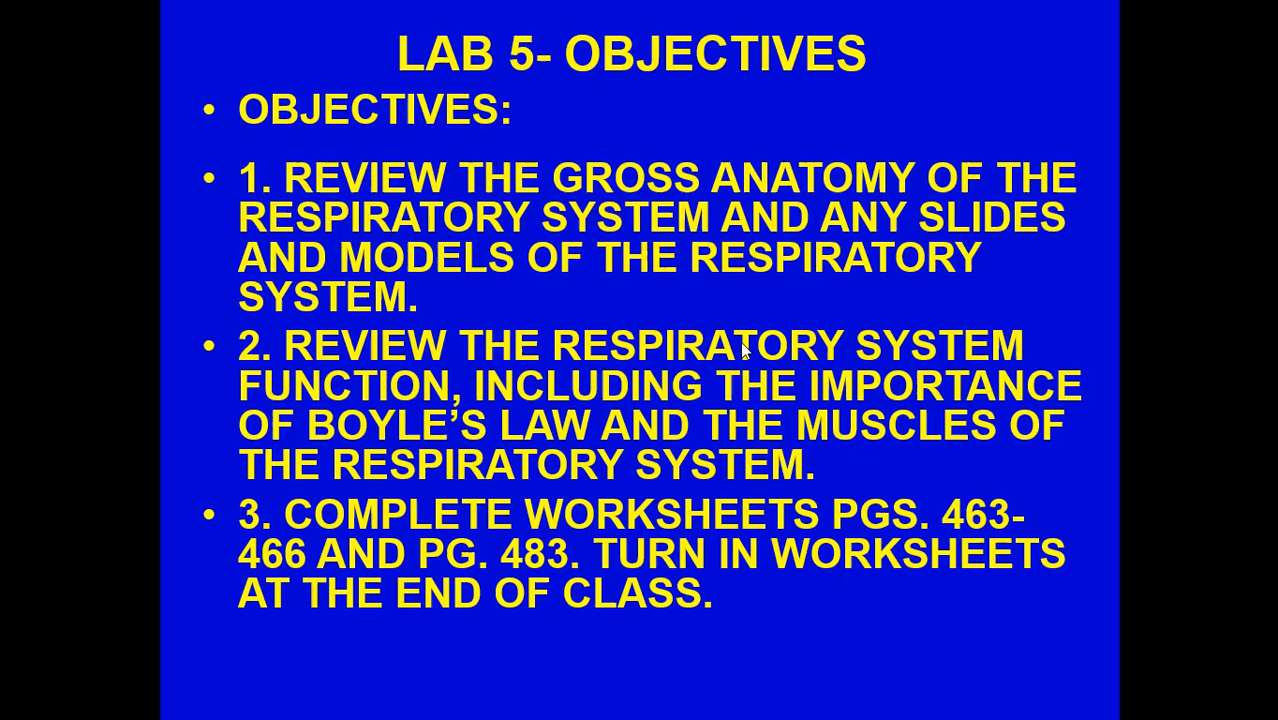 LAB 5- OBJECTIVES
• OBJECTIVES:
• 1. REVIEW THE GROSS ANATOMY OF THE
RESPIRATORY SYSTEM AND ANY SLIDES
AND MODELS OF THE RESPIRATORY
SYSTEM.
• 2. REVIEW THE RESPIRATORY SYSTEM
FUNCTION, INCLUDING THE IMPORTANCE
OF BOYLE’S LAW AND THE MUSCLES OF
THE RESPIRATORY SYSTEM.
• 3. COMPLETE WORKSHEETS PGS. 463-
466 AND PG. 483. TURN IN WORKSHEETS
AT THE END OF CLASS.